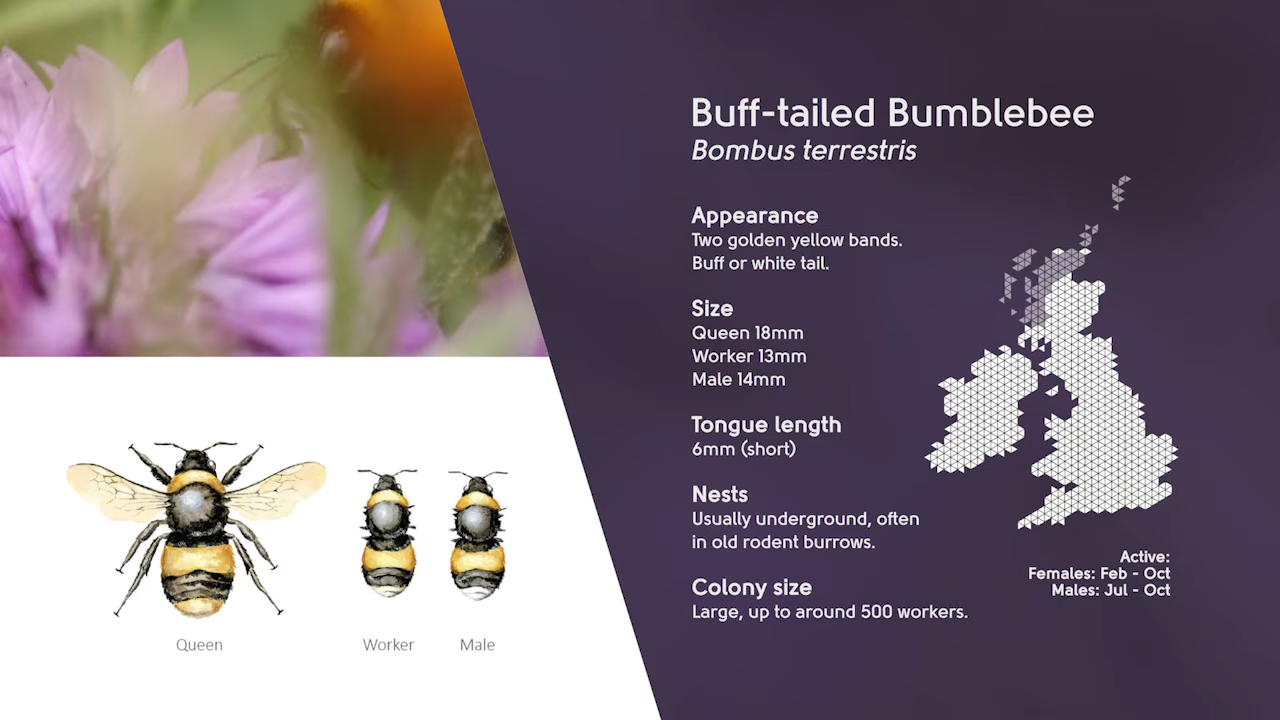 Buff-tailed Bumblebee
Bombus terrestris
Appearance
Two golden yellow bands.
Buff or white tail.
Size
Queen 18mm
Worker 13mm
Male 14mm
Tongue length
6mm (short)
Nests
Usually underground, often
in old rodent burrows.
Colony size
Large, up to around 500 workers.
Active:
Females: Feb - Oct
Males: Jul - Oct
Queen
Worker
Male